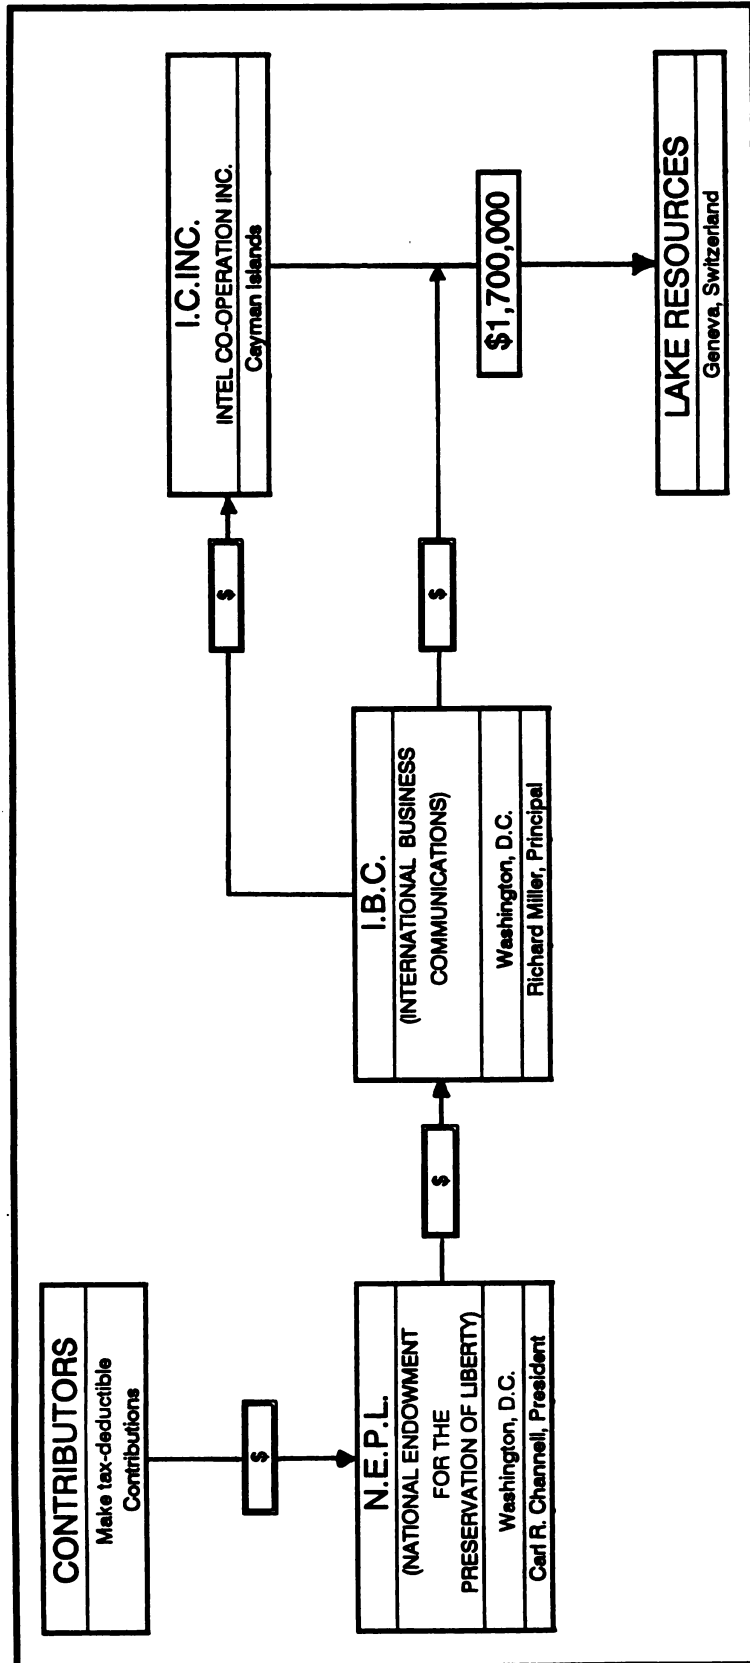 CONTRIBUTORS
Make tax-deductible
Contributions
$
N.E.P.L.
(NATIONAL ENDOWMENT
FOR THE
PRESERVATION OF LIBERTY)
Washington, D.C.
Carl R. Channell, President
$
I.B.C.
(INTERNATIONAL BUSINESS
COMMUNICATIONS)
Washington, D.C.
Richard Miller, Principal
$
I.C.INC.
INTEL CO-OPERATION INC.
Cayman Islands
$
$1,700,000
LAKE RESOURCES
Geneva, Switzerland